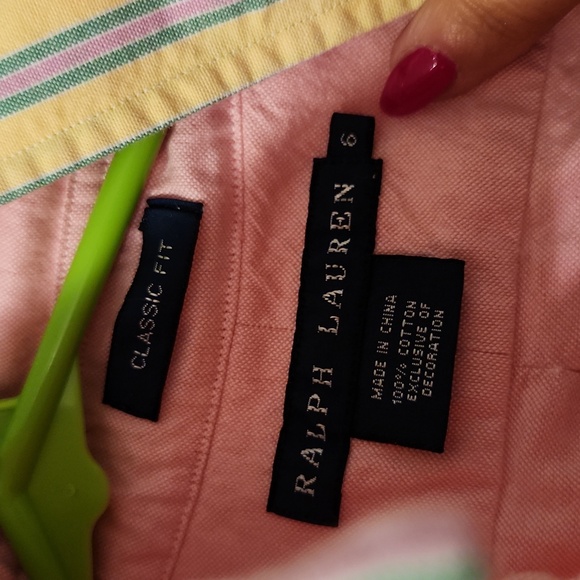 CLASSIC FIT
RALPH LAUREN
6
MADE IN CHINA
100% COTTON
EXCLUSIVE OF
DECORATION